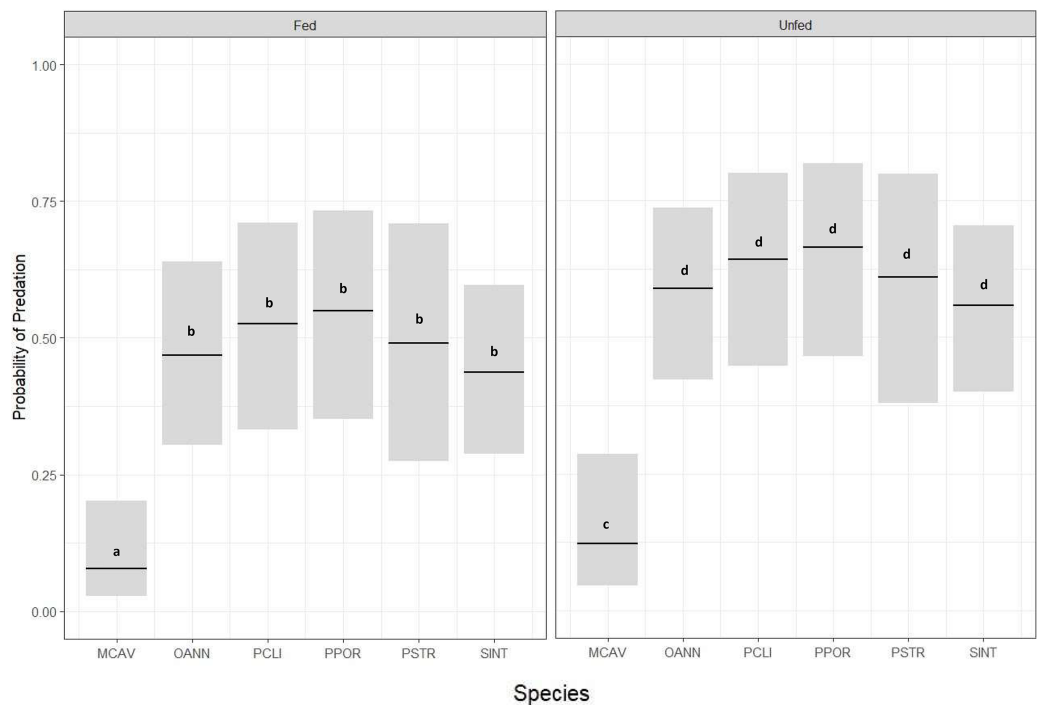 Fed
Unfed
Probability of Predation
1.00
0.75
0.50
0.25
0.00
a
b
b
b
b
b
c
d
d
d
d
d
MCAV OANN PCLI PPOR PSTR SINT
MCAV OANN PCLI PPOR PSTR SINT
Species